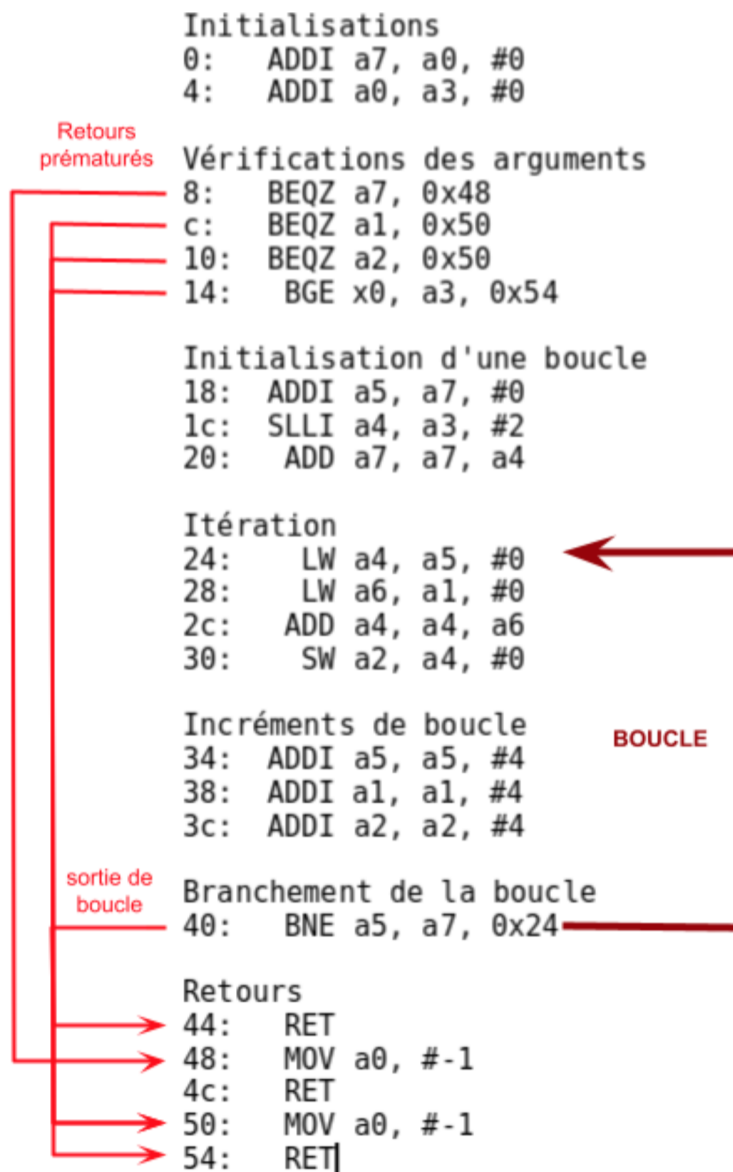 Initialisations
0: ADDI a7, a0, #0
4: ADDI a0, a3, #0
Retours
prématurés
Vérifications des arguments
8: BEQZ a7, 0x48
c: BEQZ a1, 0x50
10: BEQZ a2, 0x50
14: BGE x0, a3, 0x54
Initialisation d'une boucle
18: ADDI a5, a7, #0
1c: SLLI a4, a3, #2
20: ADD a7, a7, a4
Itération
24: LW a4, a5, #0
28: LW a6, a1, #0
2c: ADD a4, a4, a6
30: SW a2, a4, #0
Incréments de boucle
34: ADDI a5, a5, #4
38: ADDI a1, a1, #4
3c: ADDI a2, a2, #4
BOUCLE
sortie de
boucle
Branchement de la boucle
40: BNE a5, a7, 0x24
Retours
44: RET
48: MOV a0, #-1
4c: RET
50: MOV a0, #-1
54: RET